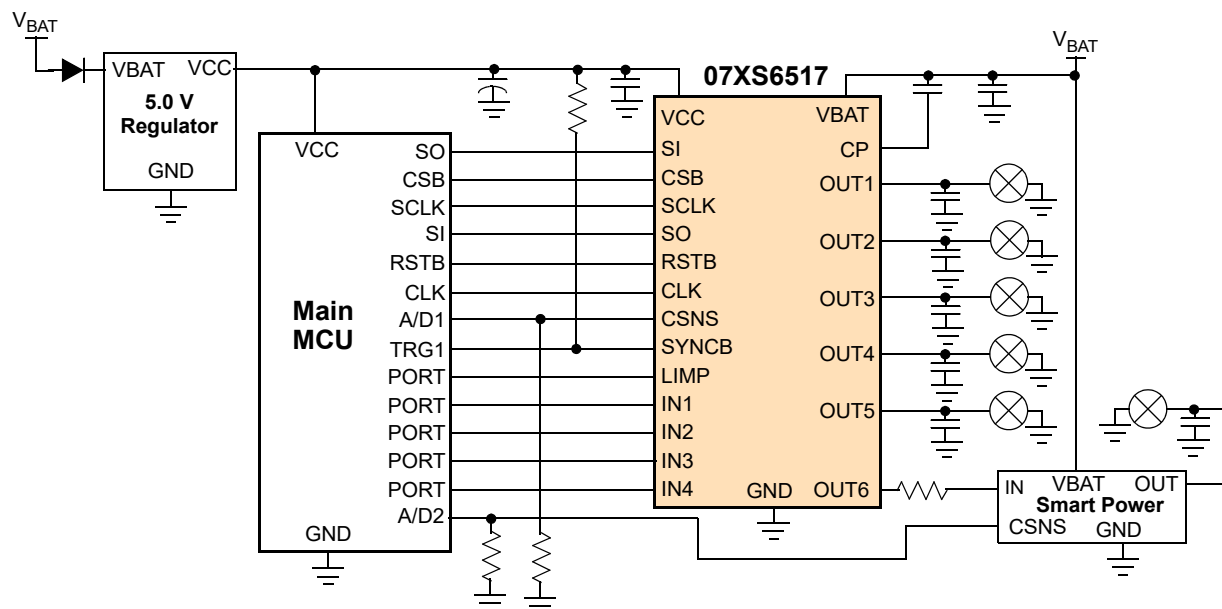 VBAT
VBAT VCC
5.0 V
Regulator
GND
VCC
SO
CSB
SCLK
SI
RSTB
CLK
A/D1
TRG1
PORT
PORT
PORT
PORT
PORT
A/D2
Main
MCU
GND
07XS6517
VCC
SI
CSB
SCLK
SO
RSTB
CLK
CSNS
SYNCB
LIMP
IN1
IN2
IN3
IN4
VBAT
CP
OUT1
OUT2
OUT3
OUT4
OUT5
GND OUT6
VBAT
IN VBAT OUT
Smart Power
CSNS GND